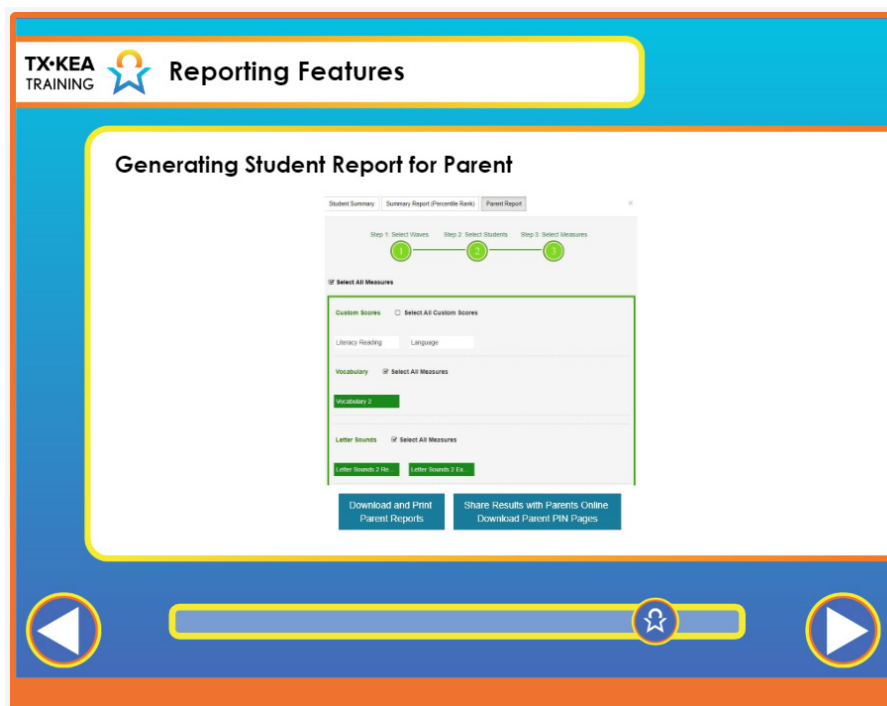 TX•KEA
TRAINING
Reporting Features
Generating Student Report for Parent
Student Summary Summary Report (Percentile Rank) Parent Report ×
Step 1: Select Waves Step 2: Select Students Step 3: Select Measures
1 2 3
Select All Measures
Custom Scores Select All Custom Scores
Literacy Reading Language
Vocabulary Select All Measures
Vocabulary 2
Letter Sounds Select All Measures
Letter Sounds 2 Re... Letter Sounds 2 Ex...
Download and Print
Parent Reports
Share Results with Parents Online
Download Parent PIN Pages